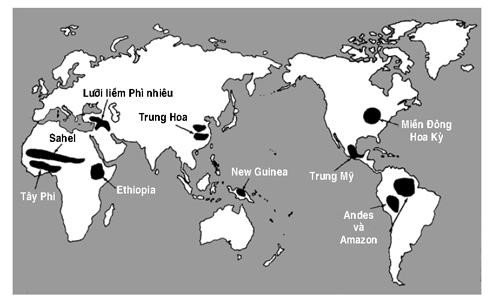 Lưỡi liềm Phì nhiêu
Trung Hoa
Sahel
Miền Đông
Hoa Kỳ
New Guinea
Trung Mỹ
Tây Phi
Ethiopia
Andes
và
Amazon